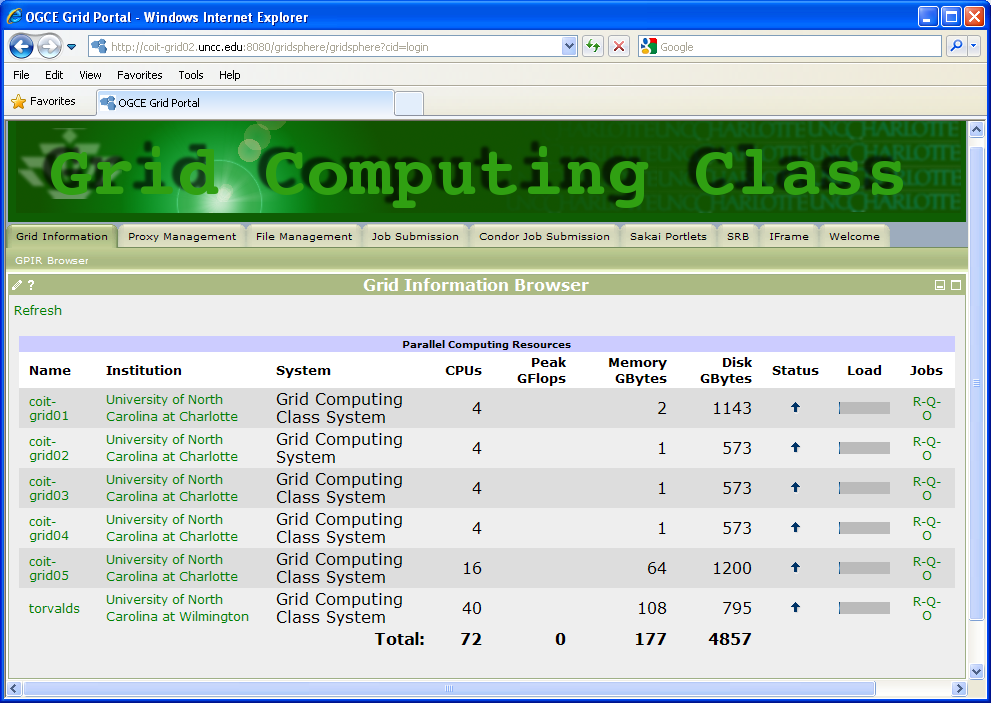 OGCE Grid Portal - Windows Internet Explorer
http://coit-grid02.uncc.edu:8080/gridsphere/gridsphere?cid=login
Google
File Edit View Favorites Tools Help
Favorites OGCE Grid Portal
CHARLOTTE UNC CHARLOTTE UNC CHARLOTTE
Grid Computing Class
Grid Information Proxy Management File Management Job Submission Condor Job Submission Sakai Portlets SRB IFrame Welcome
GPIR Browser
? Grid Information Browser
Refresh
Parallel Computing Resources
Name Institution System CPUs Peak GFlops Memory GBytes Disk GBytes Status Load Jobs
coit-grid01 University of North Carolina at Charlotte Grid Computing Class System 4 2 1143 R-Q-O
coit-grid02 University of North Carolina at Charlotte Grid Computing System 4 1 573 R-Q-O
coit-grid03 University of North Carolina at Charlotte Grid Computing Class System 4 1 573 R-Q-O
coit-grid04 University of North Carolina at Charlotte Grid Computing Class System 4 1 573 R-Q-O
coit-grid05 University of North Carolina at Charlotte Grid Computing Class System 16 64 1200 R-Q-O
torvalds University of North Carolina at Wilmington Grid Computing Class System 40 108 795 R-Q-O
Total: 72 0 177 4857